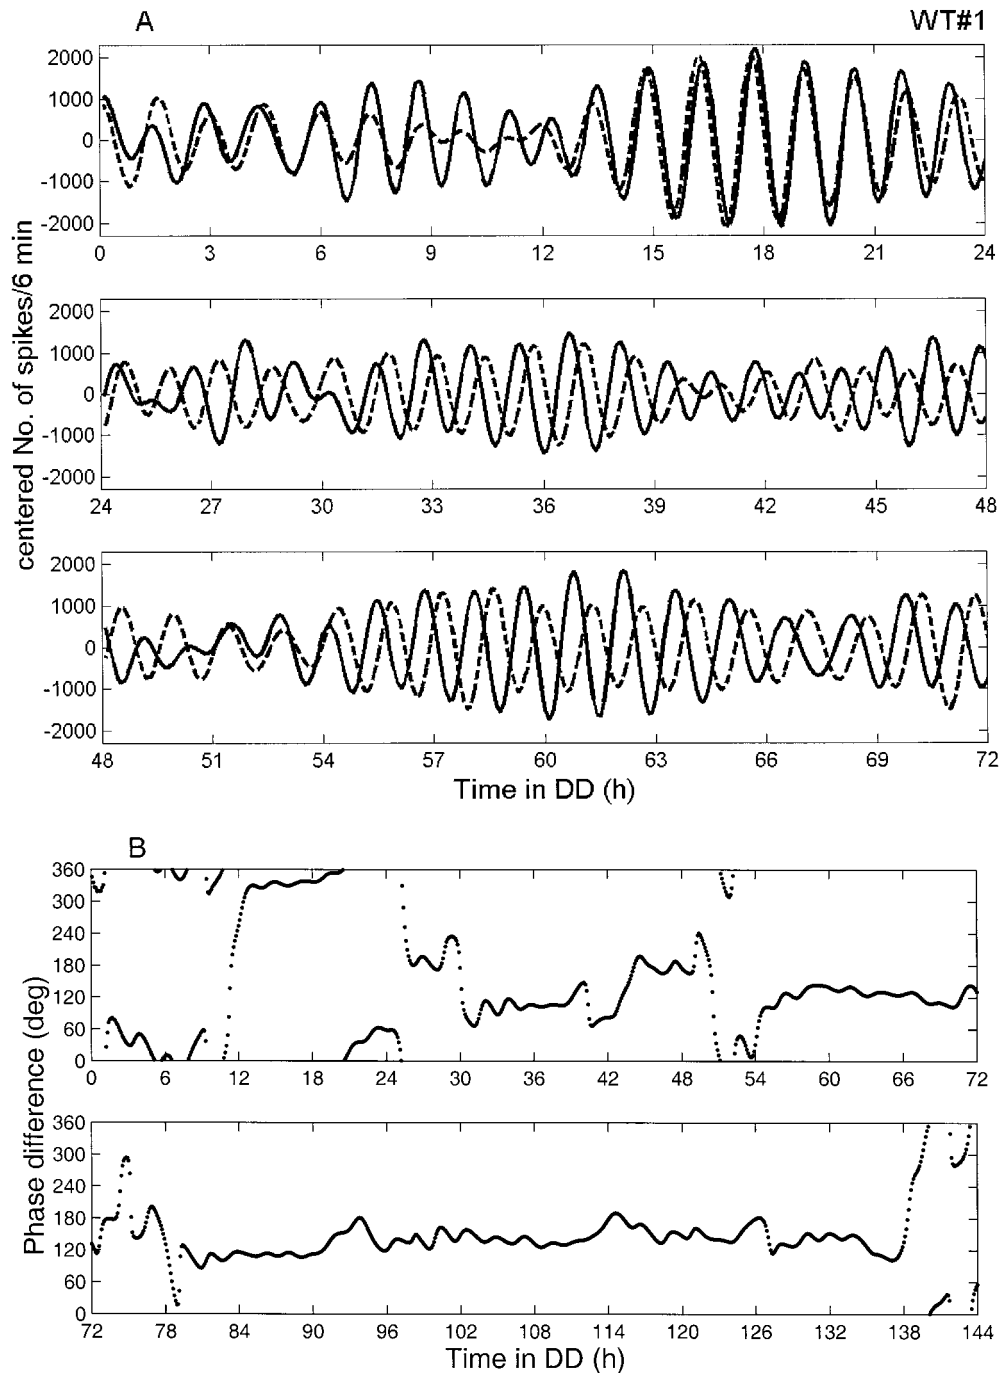 A WT#1
2000
1000
0
-1000
-2000
0 3 6 9 12 15 18 21 24
2000
1000
0
-1000
-2000
24 27 30 33 36 39 42 45 48
2000
1000
0
-1000
-2000
48 51 54 57 60 63 66 69 72
centered No. of spikes/6 min
Time in DD (h)
B
360
300
240
180
120
60
0
0 6 12 18 24 30 36 42 48 54 60 66 72
360
300
240
180
120
60
0
72 78 84 90 96 102 108 114 120 126 132 138 144
Phase difference (deg)
Time in DD (h)